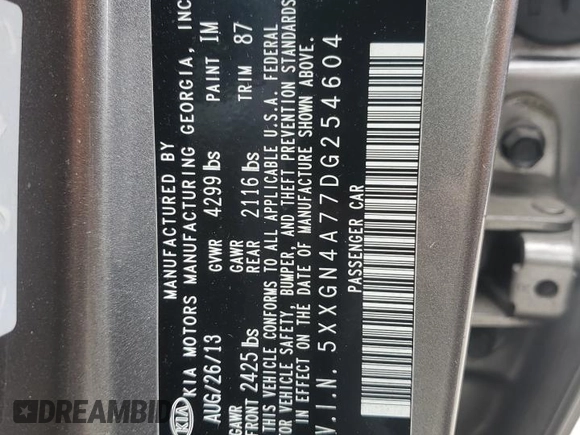 KIA
MANUFACTURED BY
KIA MOTORS MANUFACTURING GEORGIA, INC
AUG/26/13 GVWR 4299 lbs PAINT IM
GAWR GAWR TRIM 87
FRONT 2425 lbs REAR 2116 lbs
THIS VEHICLE CONFORMS TO ALL APPLICABLE U.S.A. FEDERAL
VEHICLE SAFETY, BUMPER, AND THEFT PREVENTION STANDARDS
IN EFFECT ON THE DATE OF MANUFACTURE SHOWN ABOVE.
V.I.N. 5XXGN4A77DG254604
PASSENGER CAR
DREAMBID